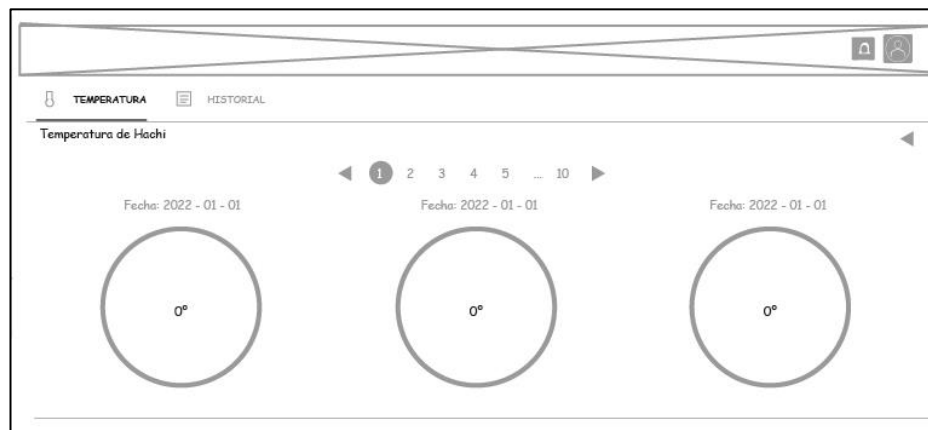 TEMPERATURA HISTORIAL
Temperatura de Hachi
1 2 3 4 5 ... 10
Fecha: 2022 - 01 - 01 Fecha: 2022 - 01 - 01 Fecha: 2022 - 01 - 01
0° 0° 0°